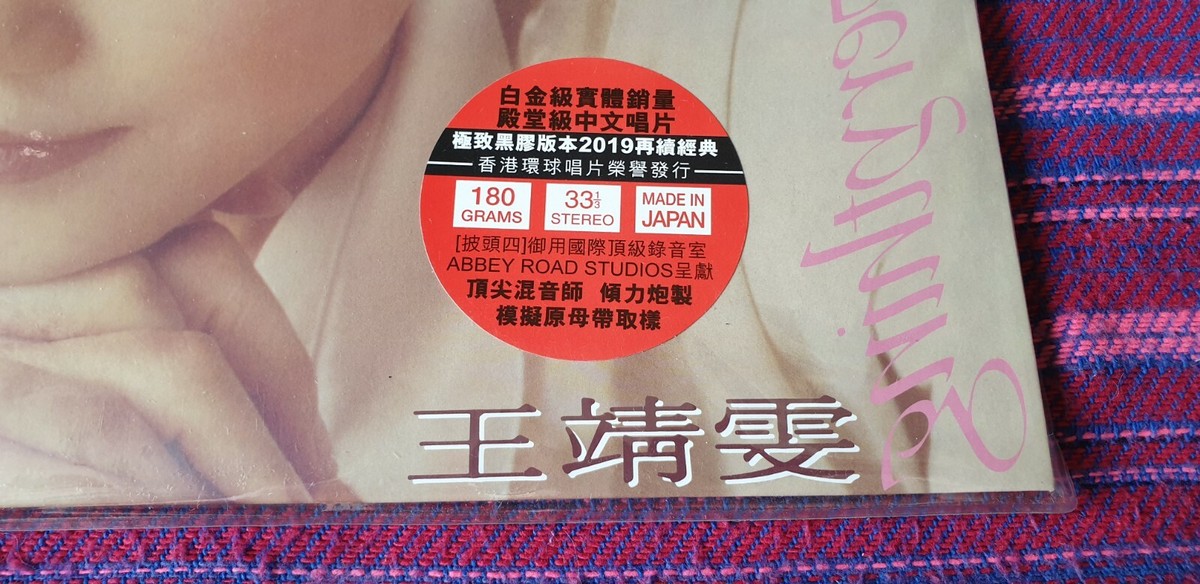 白金級實體銷量
殿堂級中文唱片
極致黑膠版本2019再續經典
香港環球唱片榮譽發行
180
GRAMS
33⅓
STEREO
MADE IN
JAPAN
[披頭四]御用國際頂級錄音室
ABBEY ROAD STUDIOS呈獻
頂尖混音師 傾力炮製
模擬原母帶取樣
王靖雯